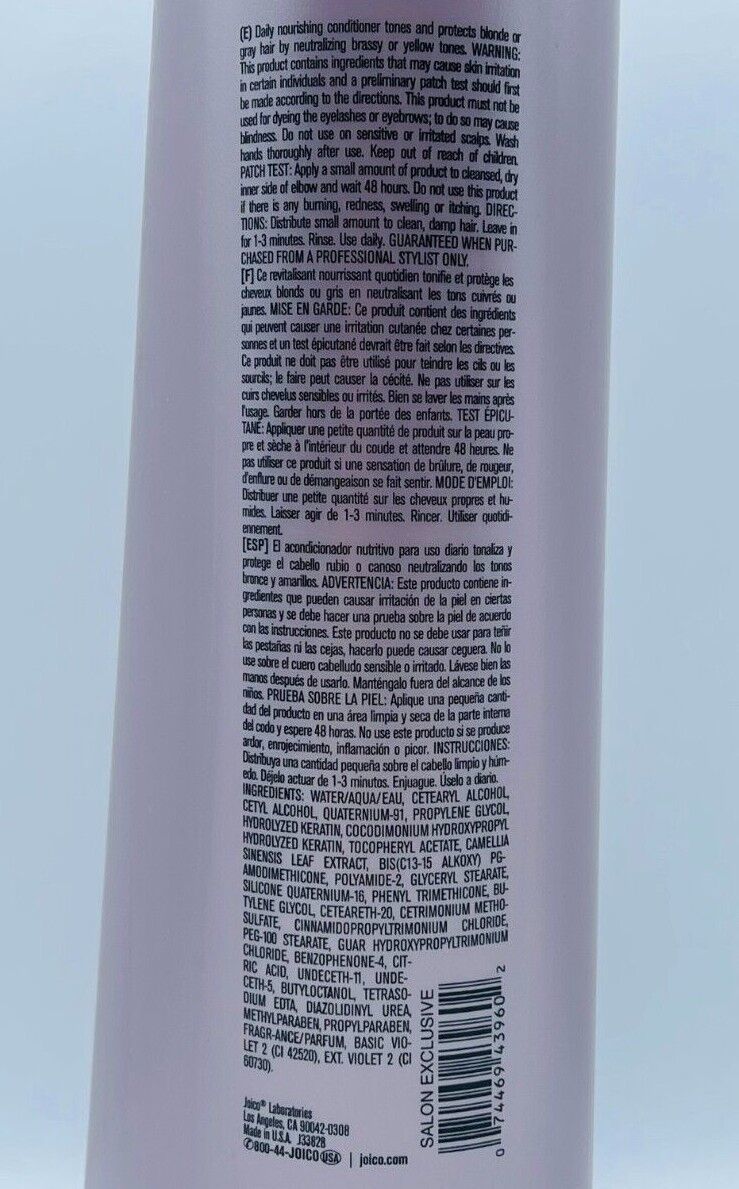 (E) Daily nourishing conditioner tones and protects blonde or
gray hair by neutralizing brassy or yellow tones. WARNING:
This product contains ingredients that may cause skin irritation
in certain individuals and a preliminary patch test should first
be made according to the directions. This product must not be
used for dyeing the eyelashes or eyebrows; to do so may cause
blindness. Do not use on sensitive or irritated scalps. Wash
hands thoroughly after use. Keep out of reach of children.
PATCH TEST: Apply a small amount of product to cleansed, dry
inner side of elbow and wait 48 hours. Do not use this product
if there is any burning, redness, swelling or itching. DIREC-
TIONS: Distribute small amount to clean, damp hair. Leave in
for 1-3 minutes. Rinse. Use daily. GUARANTEED WHEN PUR-
CHASED FROM A PROFESSIONAL STYLIST ONLY.
[F] Ce revitalisant nourrissant quotidien tonifie et protège les
cheveux blonds ou gris en neutralisant les tons cuivrés ou
jaunes. MISE EN GARDE: Ce produit contient des ingrédients
qui peuvent causer une irritation cutanée chez certaines per-
sonnes et un test épicutané devrait être fait selon les directives.
Ce produit ne doit pas être utilisé pour teindre les cils ou les
sourcils; le faire peut causer la cécité. Ne pas utiliser sur les
cuirs chevelus sensibles ou irrités. Bien se laver les mains après
l'usage. Garder hors de la portée des enfants. TEST ÉPICU-
TANE: Appliquer une petite quantité de produit sur la peau pro-
pre et sèche à l'intérieur du coude et attendre 48 heures. Ne
pas utiliser ce produit si une sensation de brûlure, de rougeur,
d'enflure ou de démangeaison se fait sentir. MODE D'EMPLOI:
Distribuer une petite quantité sur les cheveux propres et hu-
mides. Laisser agir de 1-3 minutes. Rincer. Utiliser quotidi-
ennement.
[ESP] El acondicionador nutritivo para uso diario tonaliza y
protege el cabello rubio o canoso neutralizando los tonos
bronce y amarillos. ADVERTENCIA: Este producto contiene in-
gredientes que pueden causar irritación de la piel en ciertas
personas y se debe hacer una prueba sobre la piel de acuerdo
con las instrucciones. Este producto no se debe usar para teñir
las pestañas ni las cejas, hacerlo puede causar ceguera. No lo
use sobre el cuero cabelludo sensible o irritado. Lávese bien las
manos después de usarlo. Manténgalo fuera del alcance de los
niños. PRUEBA SOBRE LA PIEL: Aplique una pequeña canti-
dad del producto en una área limpia y seca de la parte interna
del codo y espere 48 horas. No use este producto si se produce
ardor, enrojecimiento, inflamación o picor. INSTRUCCIONES:
Distribuya una cantidad pequeña sobre el cabello limpio y húm-
edo. Déjelo actuar de 1-3 minutos. Enjuague. Úselo a diario.
INGREDIENTS: WATER/AQUA/EAU, CETEARYL ALCOHOL,
CETYL ALCOHOL, QUATERNIUM-91, PROPYLENE GLYCOL,
HYDROLYZED KERATIN, COCODIMONIUM HYDROXYPROPYL
HYDROLYZED KERATIN, TOCOPHERYL ACETATE, CAMELLIA
SINENSIS LEAF EXTRACT, BIS(C13-15 ALKOXY) PG-
AMODIMETHICONE, POLYAMIDE-2, GLYCERYL STEARATE,
SILICONE QUATERNIUM-16, PHENYL TRIMETHICONE, BU-
TYLENE GLYCOL, CETEARETH-20, CETRIMONIUM METHO-
SULFATE, CINNAMIDOPROPYLTRIMONIUM CHLORIDE,
PEG-100 STEARATE, GUAR HYDROXYPROPYLTRIMONIUM
CHLORIDE, BENZOPHENONE-4, CIT-
RIC ACID, UNDECETH-11, UNDE-
CETH-5, BUTYLOCTANOL, TETRASO-
DIUM EDTA, DIAZOLIDINYL UREA,
METHYLPARABEN, PROPYLPARABEN,
FRAGR-ANCE/PARFUM, BASIC VIO-
LET 2 (CI 42520), EXT. VIOLET 2 (CI
60730).
Joico® Laboratories
Los Angeles, CA 90042-0308
Made in U.S.A. J33828
✆800-44-JOICO USA | joico.com
SALON EXCLUSIVE
0 74469 43960 2